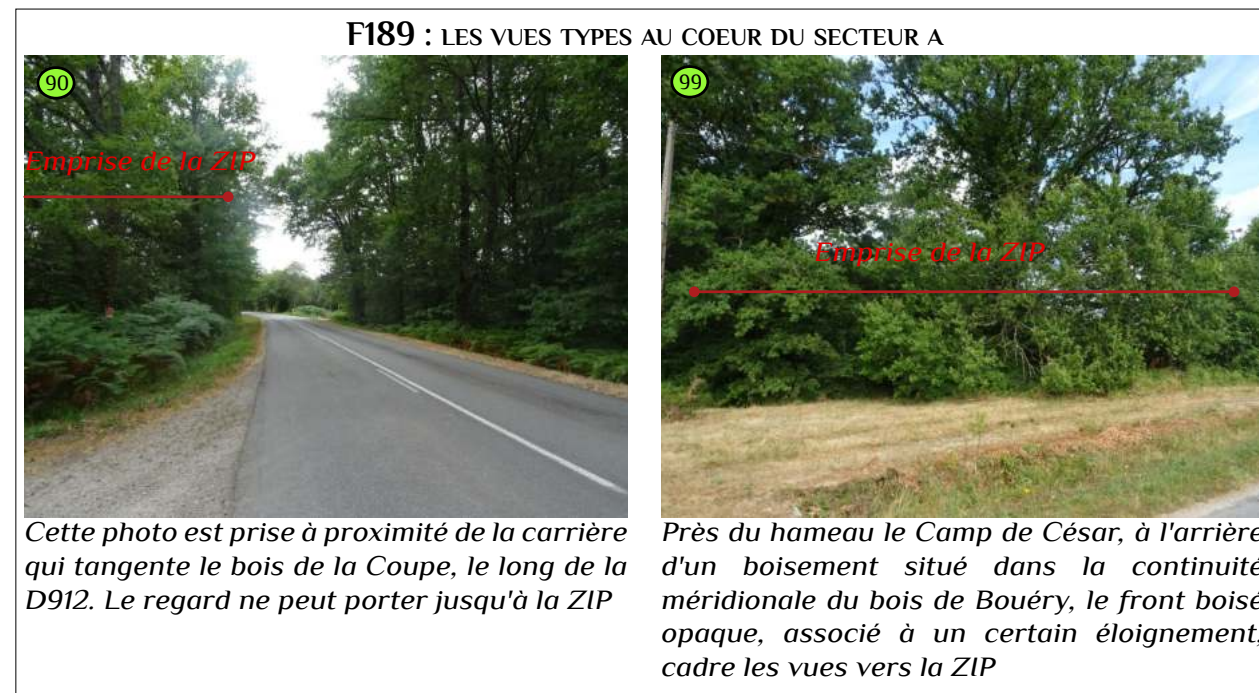 F189 : LES VUES TYPES AU COEUR DU SECTEUR A
90
Emprise de la ZIP
Cette photo est prise à proximité de la carrière
qui tangente le bois de la Coupe, le long de la
D912. Le regard ne peut porter jusqu'à la ZIP
99
Emprise de la ZIP
Près du hameau le Camp de César, à l'arrière
d'un boisement situé dans la continuité
méridionale du bois de Bouéry, le front boisé
opaque, associé à un certain éloignement,
cadre les vues vers la ZIP